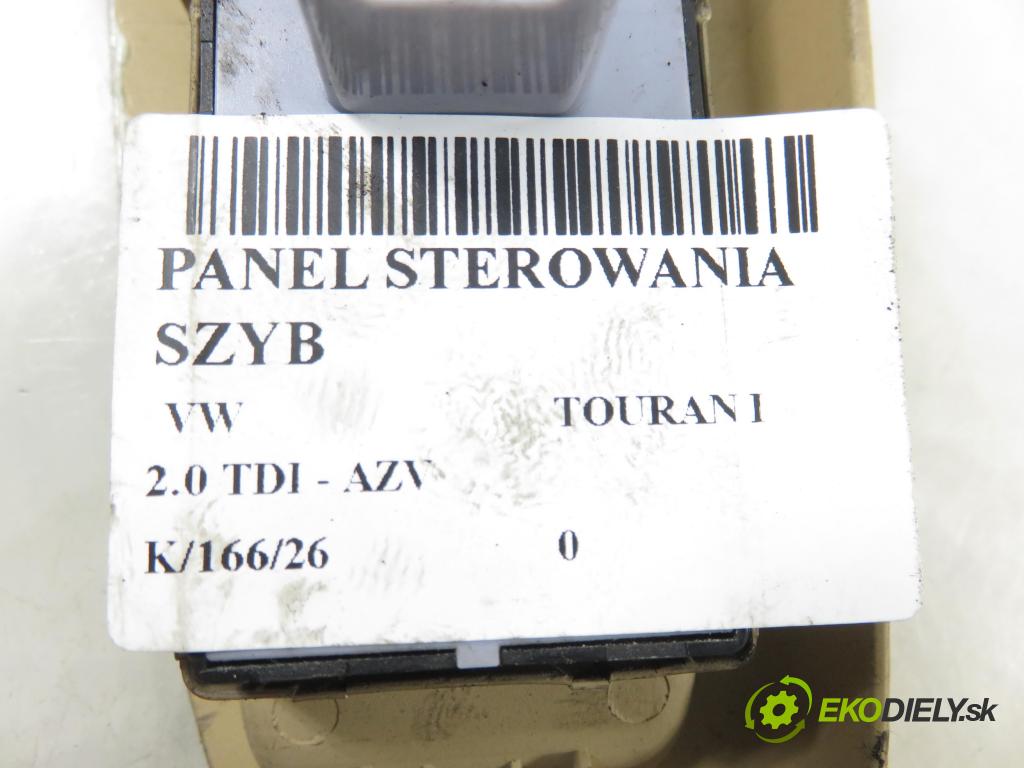 PANEL STEROWANIA
SZYB
VW TOURAN I
2.0 TDI - AZV
K/166/26 0
EKODIELY.sk